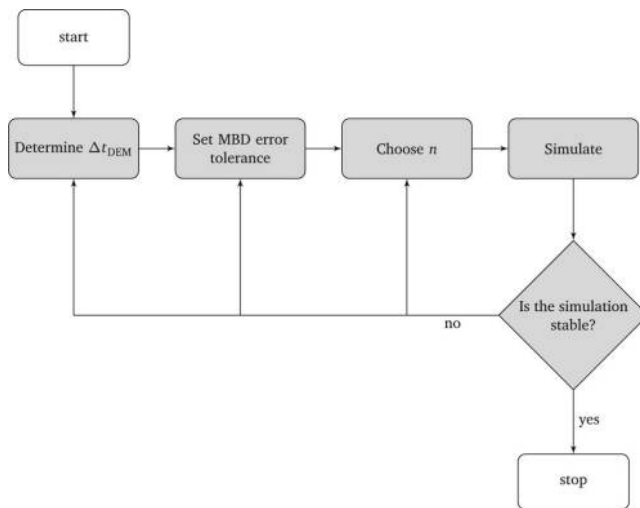 start
Determine Δt_DEM
Set MBD error
tolerance
Choose n
Simulate
Is the simulation
stable?
no
yes
stop